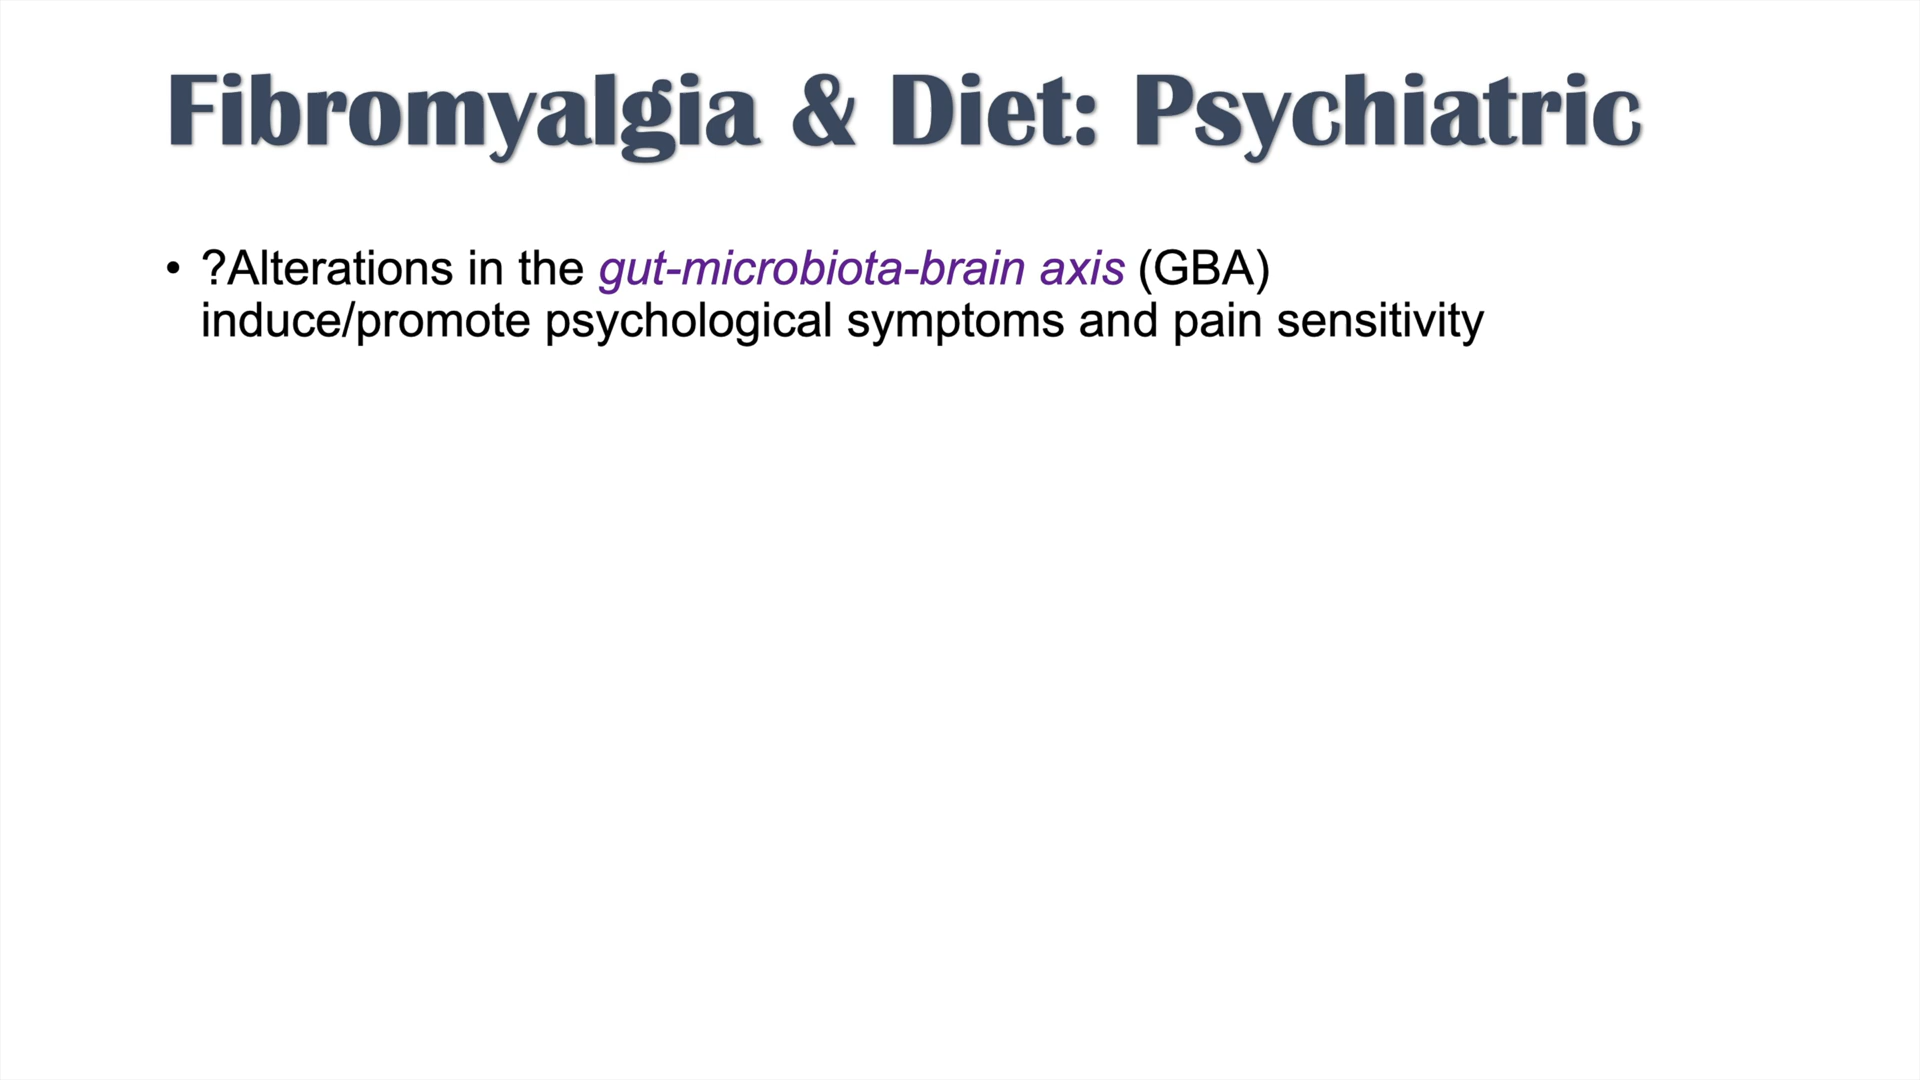 Fibromyalgia & Diet: Psychiatric
• ?Alterations in the gut-microbiota-brain axis (GBA)
induce/promote psychological symptoms and pain sensitivity